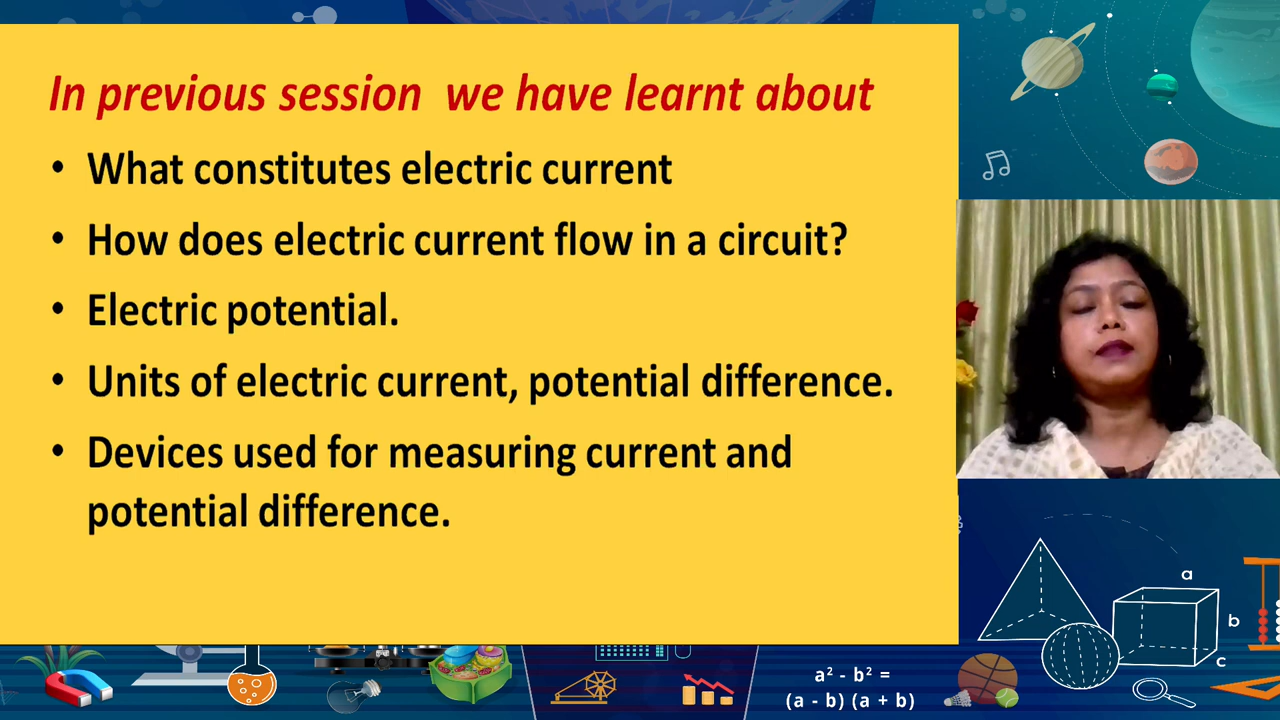 In previous session we have learnt about
• What constitutes electric current
• How does electric current flow in a circuit?
• Electric potential.
• Units of electric current, potential difference.
• Devices used for measuring current and
potential difference.
a
b
c
a² - b² =
(a - b) (a + b)